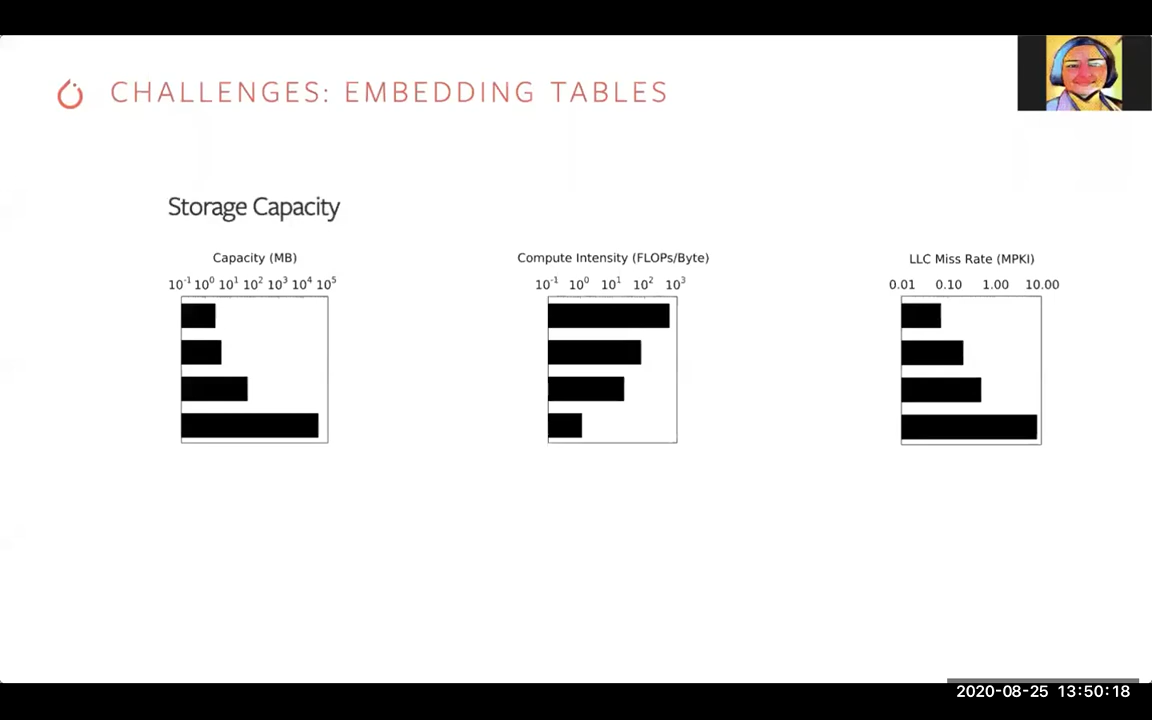 CHALLENGES: EMBEDDING TABLES
Storage Capacity
Capacity (MB)
10⁻¹ 10⁰ 10¹ 10² 10³ 10⁴ 10⁵
Compute Intensity (FLOPs/Byte)
10⁻¹ 10⁰ 10¹ 10² 10³
LLC Miss Rate (MPKI)
0.01 0.10 1.00 10.00
2020-08-25 13:50:18